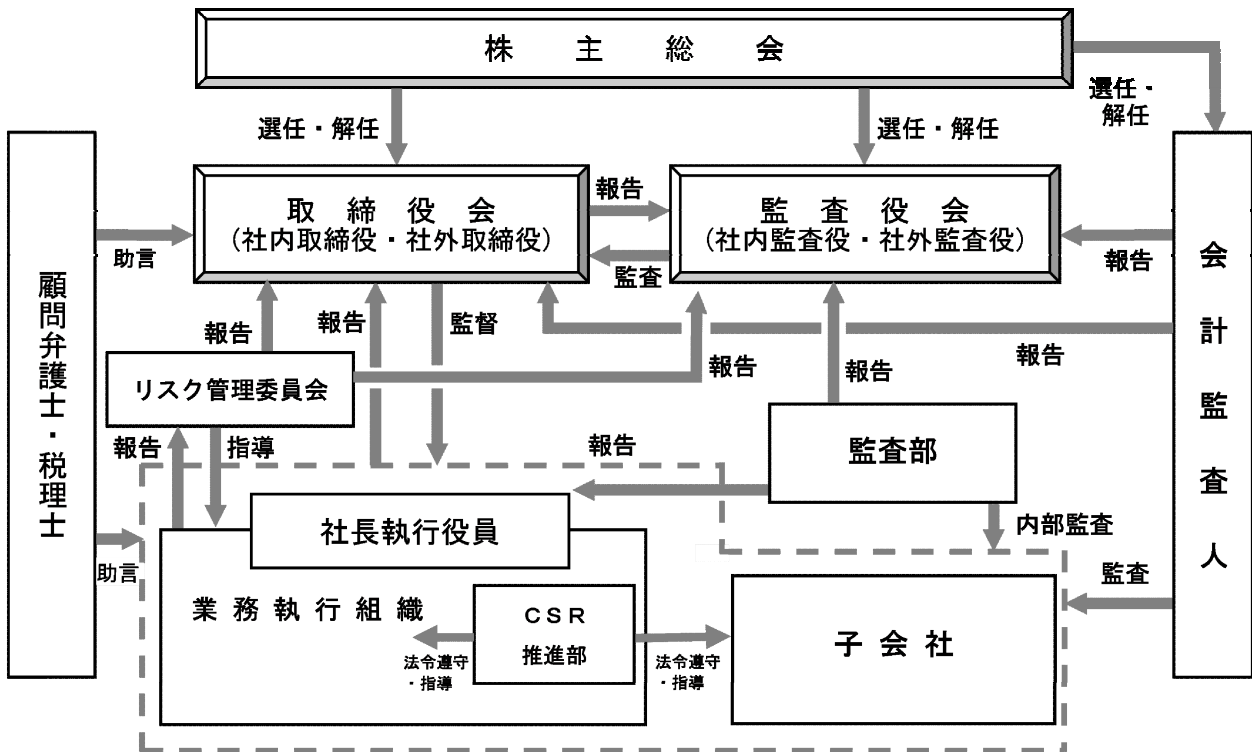 株主総会
選任・解任
選任・解任
選任・
解任
取締役会
（社内取締役・社外取締役）
報告
監査
監査役会
（社内監査役・社外監査役）
報告
会計監査人
顧問弁護士・税理士
助言
報告
報告
監督
報告
報告
報告
リスク管理委員会
報告
指導
報告
監査部
社長執行役員
内部監査
助言
監査
業務執行組織
CSR
推進部
法令遵守
・指導
法令遵守
・指導
子会社